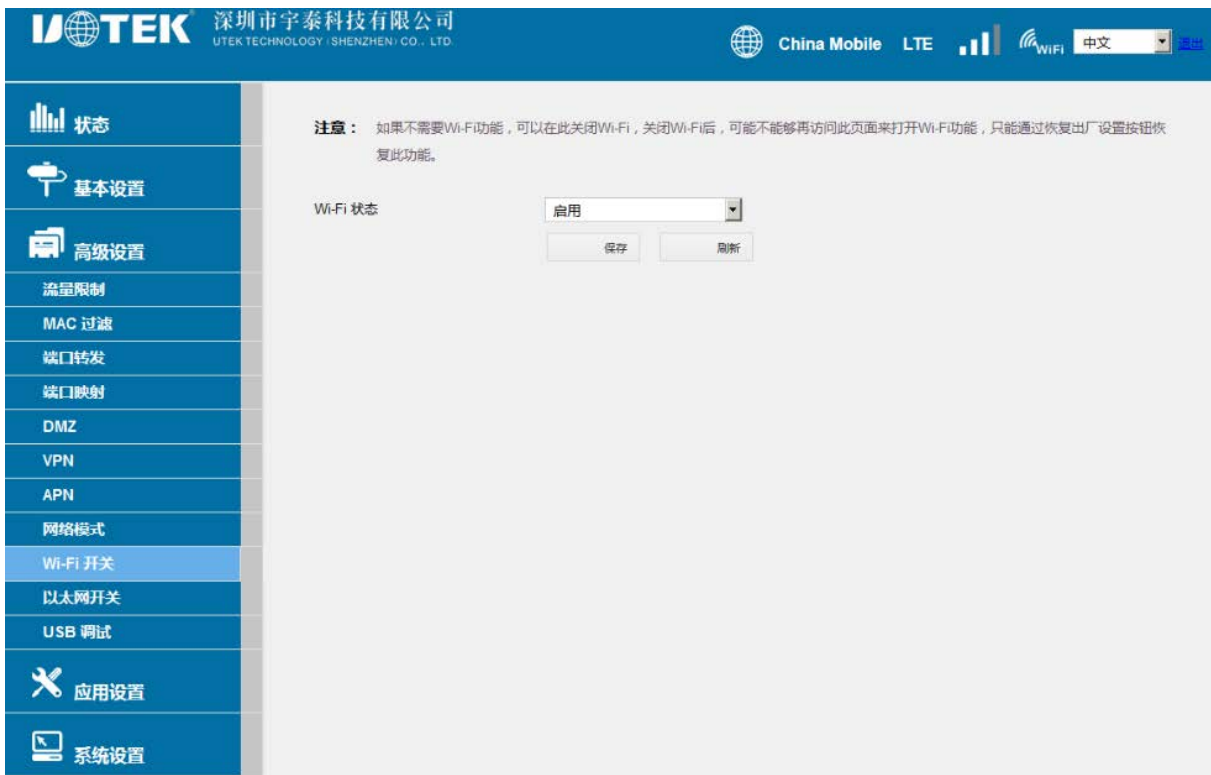 UOTEK 深圳市宇泰科技有限公司
UTEK TECHNOLOGY (SHENZHEN) CO., LTD.
China Mobile LTE WiFi 中文 退出
状态
基本设置
高级设置
流量限制
MAC 过滤
端口转发
端口映射
DMZ
VPN
APN
网络模式
Wi-Fi 开关
以太网开关
USB 调试
应用设置
系统设置
注意： 如果不需要Wi-Fi功能，可以在此关闭Wi-Fi，关闭Wi-Fi后，可能不能够再访问此页面来打开Wi-Fi功能，只能通过恢复出厂设置按钮恢
复此功能。
Wi-Fi 状态 启用
保存 刷新